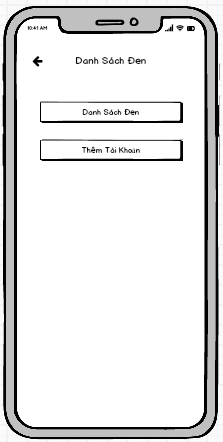 10:41 AM
Danh Sách Đen
Danh Sách Đen
Thêm Tài Khoản